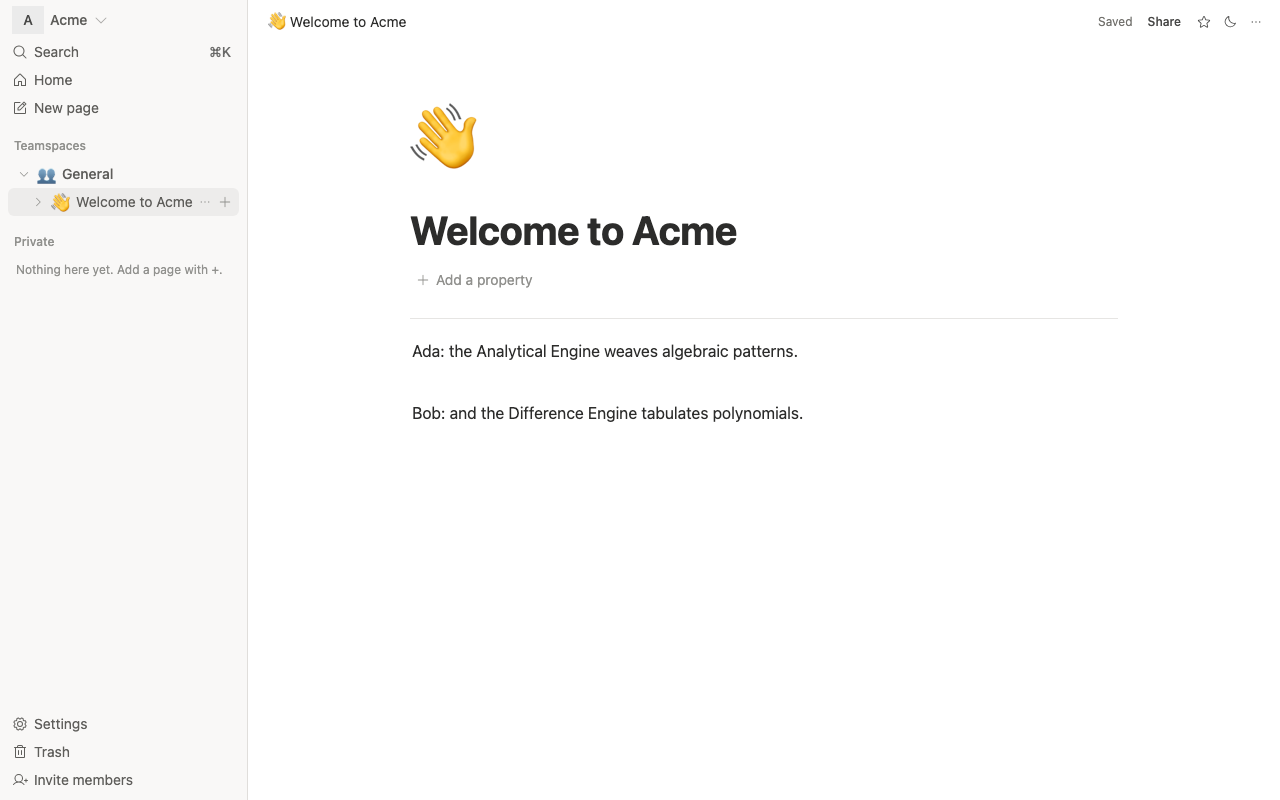 A Acme
Search ⌘K
Home
New page
Teamspaces
General
Welcome to Acme
Private
Nothing here yet. Add a page with +.
Settings
Trash
Invite members
Welcome to Acme
Saved Share
Welcome to Acme
Add a property
Ada: the Analytical Engine weaves algebraic patterns.
Bob: and the Difference Engine tabulates polynomials.